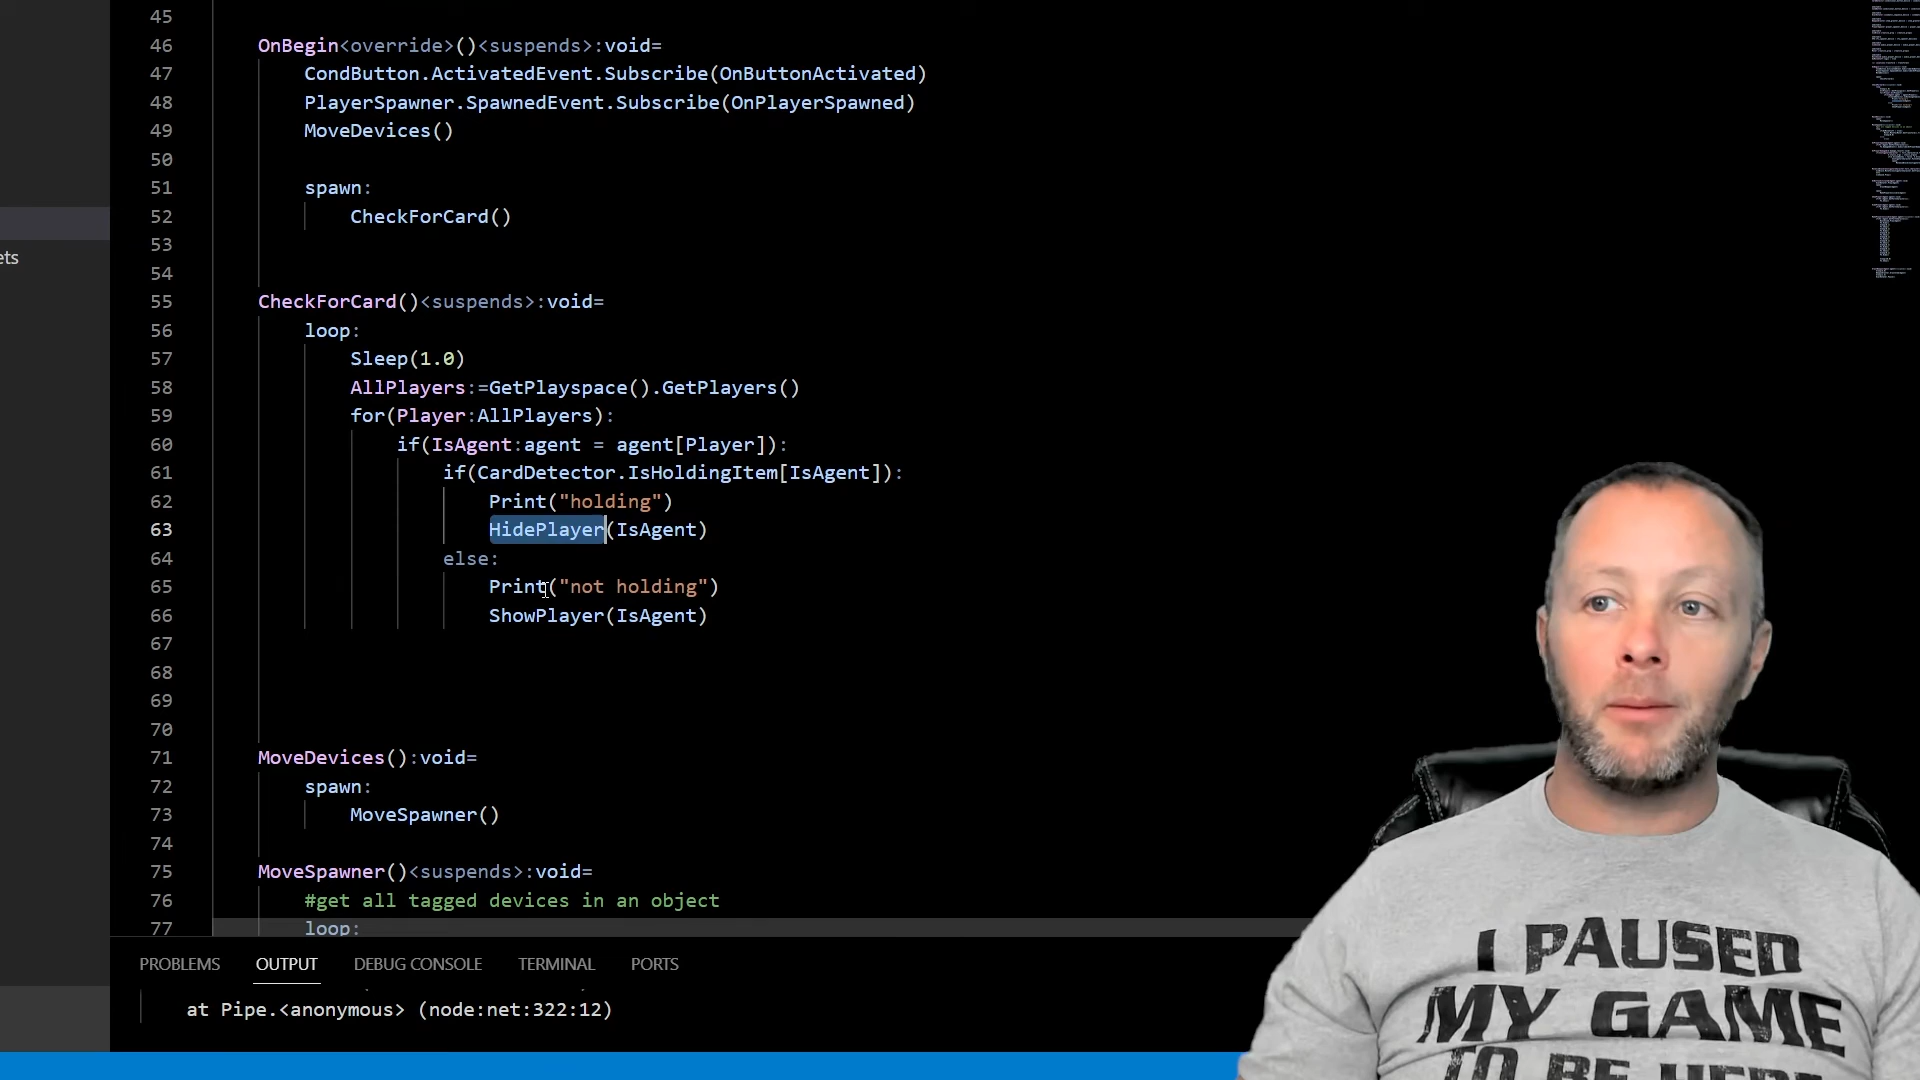 45
46 OnBegin<override>()<suspends>:void=
47 CondButton.ActivatedEvent.Subscribe(OnButtonActivated)
48 PlayerSpawner.SpawnedEvent.Subscribe(OnPlayerSpawned)
49 MoveDevices()
50
51 spawn:
52 CheckForCard()
53
54
ets
55 CheckForCard()<suspends>:void=
56 loop:
57 Sleep(1.0)
58 AllPlayers:=GetPlayspace().GetPlayers()
59 for(Player:AllPlayers):
60 if(IsAgent:agent = agent[Player]):
61 if(CardDetector.IsHoldingItem[IsAgent]):
62 Print("holding")
63 HidePlayer(IsAgent)
64 else:
65 Print("not holding")
66 ShowPlayer(IsAgent)
67
68
69
70
71 MoveDevices():void=
72 spawn:
73 MoveSpawner()
74
75 MoveSpawner()<suspends>:void=
76 #get all tagged devices in an object
77 loop:
PROBLEMS OUTPUT DEBUG CONSOLE TERMINAL PORTS
at Pipe.<anonymous> (node:net:322:12)
I PAUSED
MY GAME
TO BE HERE